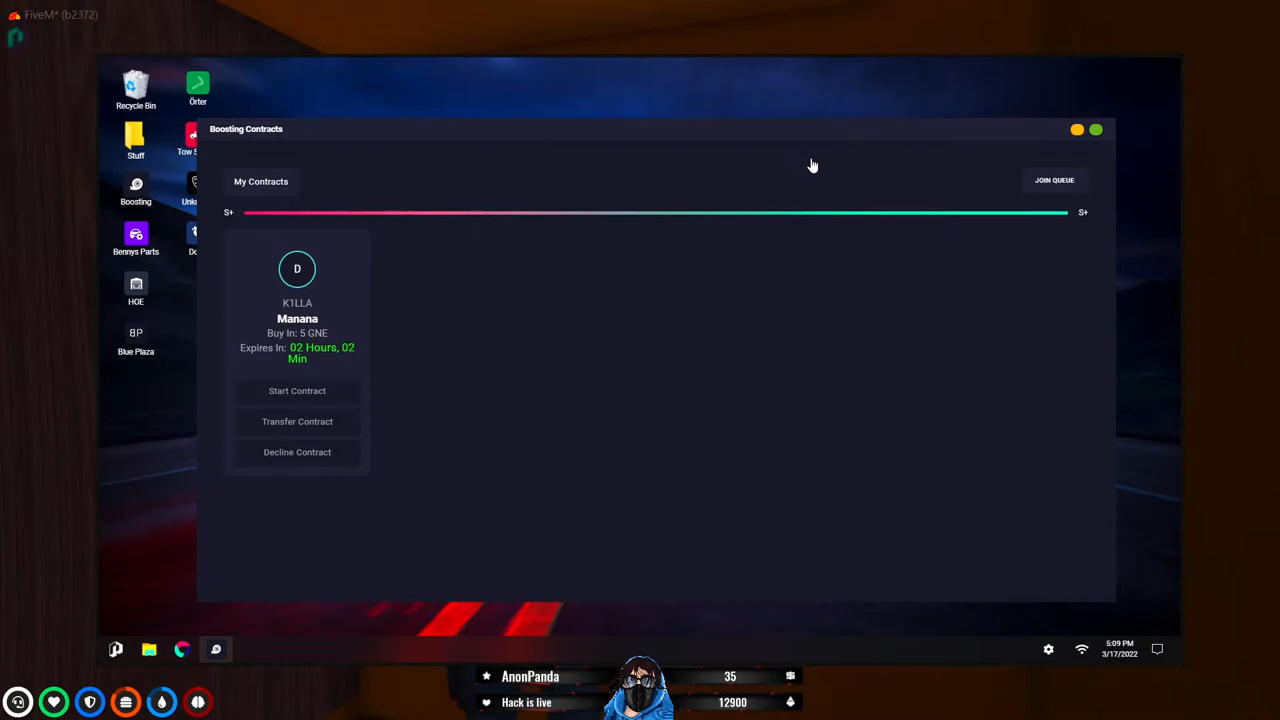 FiveM* (b2372)
Recycle Bin
Örter
Stuff
Tow S
Boosting
Bennys Parts
HOE
BP
Blue Plaza
Boosting Contracts
My Contracts
JOIN QUEUE
S+
S+
D
K1LLA
Manana
Buy In: 5 GNE
Expires In: 02 Hours, 02
Min
Start Contract
Transfer Contract
Decline Contract
5:09 PM
3/17/2022
AnonPanda
35
Hack is live
12900